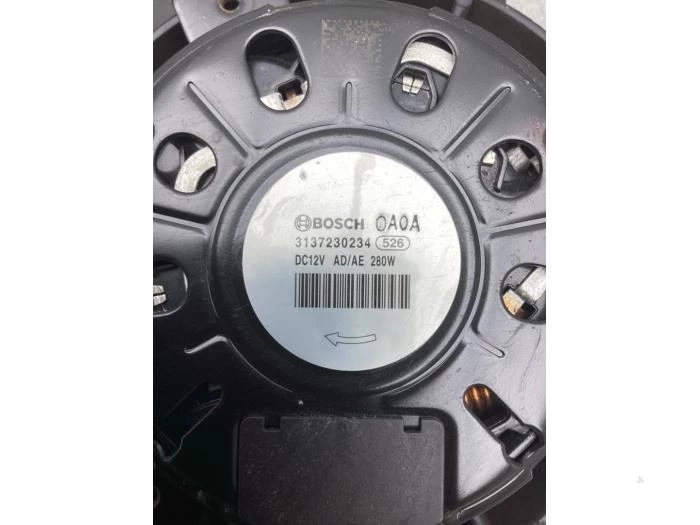 BOSCH 0A0A
3137230234 526
DC12V AD/AE 280W